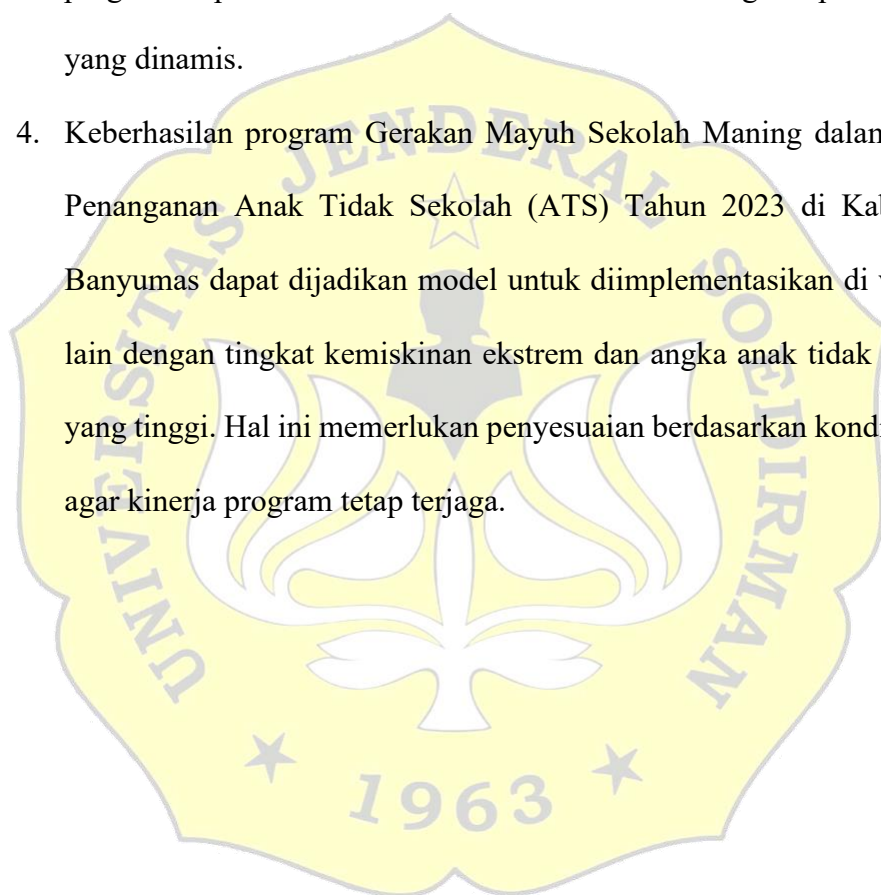 yang dinamis.
4. Keberhasilan program Gerakan Mayuh Sekolah Maning dalam
Penanganan Anak Tidak Sekolah (ATS) Tahun 2023 di
Banyumas dapat dijadikan model untuk diimplementasikan di
lain dengan tingkat kemiskinan ekstrem dan angka anak tidak
yang tinggi. Hal ini memerlukan penyesuaian berdasarkan
agar kinerja program tetap terjaga.
UNIVERSITAS JENDERAL SOEDIRMAN
1963